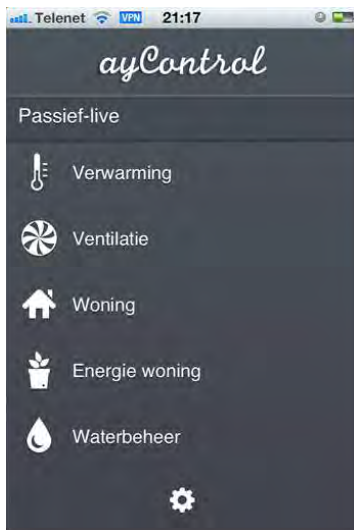 Telenet VPN 21:17
ayControl
Passief-live
Verwarming
Ventilatie
Woning
Energie woning
Waterbeheer